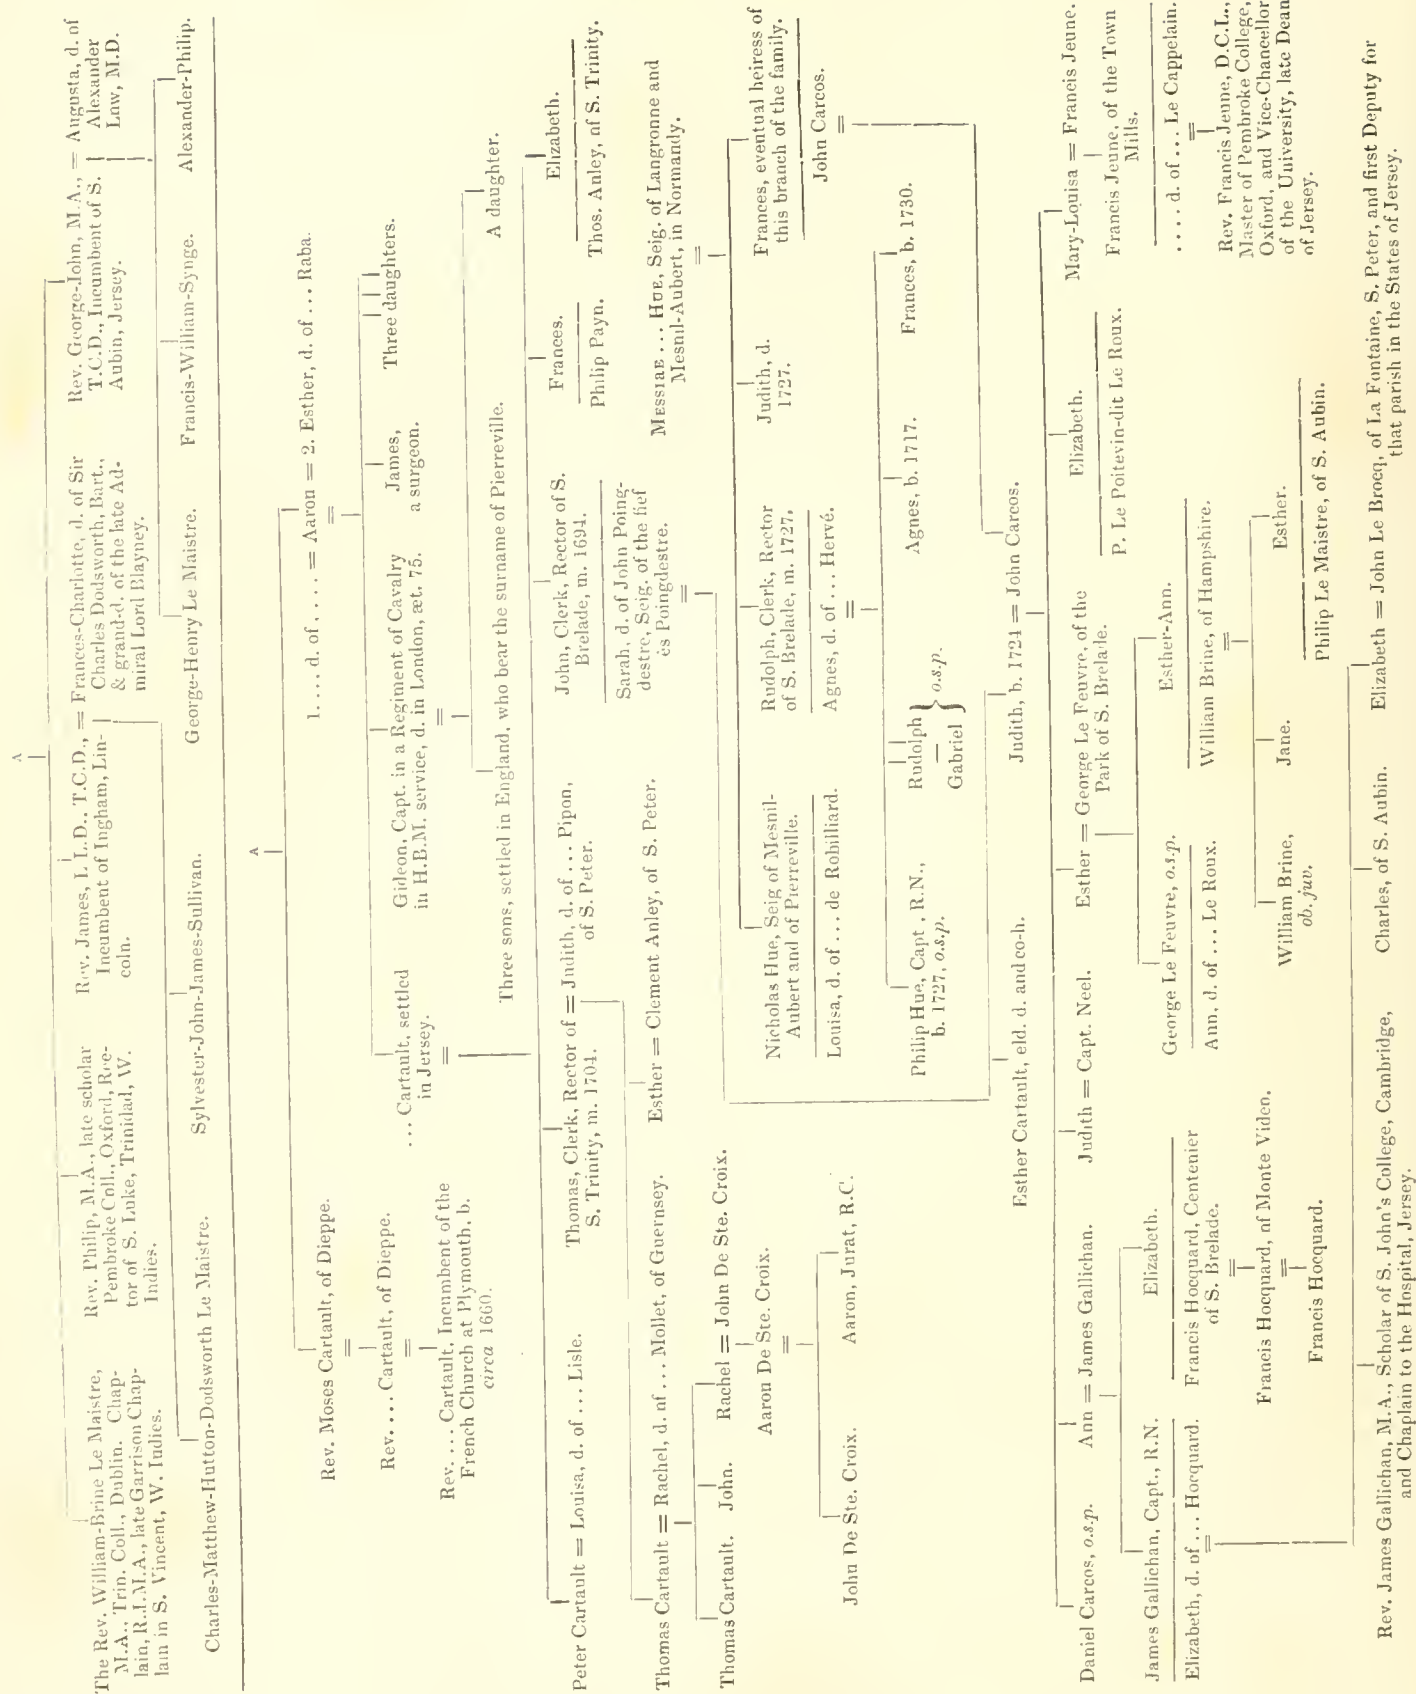 A
The Rev. William-Brine Le Maistre,
M.A., Trin. Coll., Dublin. Chap-
lain, R.I.M.A., late Garrison Chap-
lain in S. Vincent, W. Indies.
Rev. Philip, M.A., late scholar
Pembroke Coll., Oxford, Rec-
tor of S. Luke, Trinidad, W.
Indies.
Rev. James, LL.D., T.C.D.,
Incumbent of Ingham, Lin-
coln.
= Frances-Charlotte, d. of Sir
Charles Dodsworth, Bart.,
& grand-d. of the late Ad-
miral Lord Blayney.
Rev. George-John, M.A.,
T.C.D., Incumbent of S.
Aubin, Jersey.
= Augusta, d. of
Alexander
Low, M.D.
Charles-Matthew-Hutton-Dodsworth Le Maistre.
Sylvester-John-James-Sullivan.
George-Henry Le Maistre.
Francis-William-Synge.
Alexander-Philip.
A
Rev. Moses Cartault, of Dieppe.
=
Rev. ... Cartault, of Dieppe.
=
Rev. ... Cartault, Incumbent of the
French Church at Plymouth, b.
circa 1660.
1. ... d. of .... = Aaron = 2. Esther, d. of ... Raba.
=
... Cartault, settled
in Jersey.
=
Gideon, Capt. in a Regiment of Cavalry
in H.B.M. service, d. in London, æt. 75.
=
James,
a surgeon.
Three daughters.
Three sons, settled in England, who bear the surname of Pierreville.
A daughter.
Peter Cartault = Louisa, d. of ... Lisle.
Thomas, Clerk, Rector of
S. Trinity, m. 1704.
= Judith, d. of ... Pipon,
of S. Peter.
John, Clerk, Rector of S.
Brelade, m. 1694.
Sarah, d. of John Poing-
destre, Seig. of the fief
ès Poingdestre.
=
Frances.
Philip Payn.
Elizabeth.
Thos. Anley, of S. Trinity.
Thomas Cartault = Rachel, d. of ... Mollet, of Guernsey.
Esther = Clement Anley, of S. Peter.
MESSIRE ... HUE, Seig. of Langronne and
Mesnil-Aubert, in Normandy.
=
Thomas Cartault.
John.
Rachel = John De Ste. Croix.
Aaron De Ste. Croix.
=
John De Ste. Croix.
Aaron, Jurat, R.C.
Nicholas Hue, Seig of Mesnil-
Aubert and of Pierreville.
Louisa, d. of ... de Robilliard.
Rudolph, Clerk, Rector
of S. Brelade, m. 1727.
Agnes, d. of ... Hervé.
=
Judith, d.
1727.
Frances, eventual heiress of
this branch of the family.
John Carcos.
=
Philip Hue, Capt., R.N.,
b. 1727, o.s.p.
Rudolph
Gabriel } o.s.p.
Agnes, b. 1717.
Frances, b. 1730.
Esther Cartault, eld. d. and co-h.
Judith, b. 1724 = John Carcos.
Daniel Carcos, o.s.p.
Ann = James Gallichan.
Judith = Capt. Neel.
Esther = George Le Feuvre, of the
Park of S. Brelade.
Elizabeth.
P. Le Poitevin-dit Le Roux.
Mary-Louisa = Francis Jeune.
James Gallichan, Capt., R.N.
Elizabeth, d. of ... Hocquard.
=
Elizabeth.
Francis Hocquard, Centenier
of S. Brelade.
=
Francis Hocquard, of Monte Video.
=
Francis Hocquard.
George Le Feuvre, o.s.p.
Ann. d. of ... Le Roux.
Esther-Ann.
William Brine, of Hampshire.
=
William Brine,
ob. juv.
Jane.
Esther.
Philip Le Maistre, of S. Aubin.
Francis Jeune, of the Town
Mills.
.... d. of ... Le Cappelain.
=
Rev. Francis Jeune, D.C.L.,
Master of Pembroke College,
Oxford, and Vice-Chancellor
of the University, late Dean
of Jersey.
Rev. James Gallichan, M.A., Scholar of S. John's College, Cambridge,
and Chaplain to the Hospital, Jersey.
Charles, of S. Aubin.
Elizabeth = John Le Brocq, of La Fontaine, S. Peter, and first Deputy for
that parish in the States of Jersey.